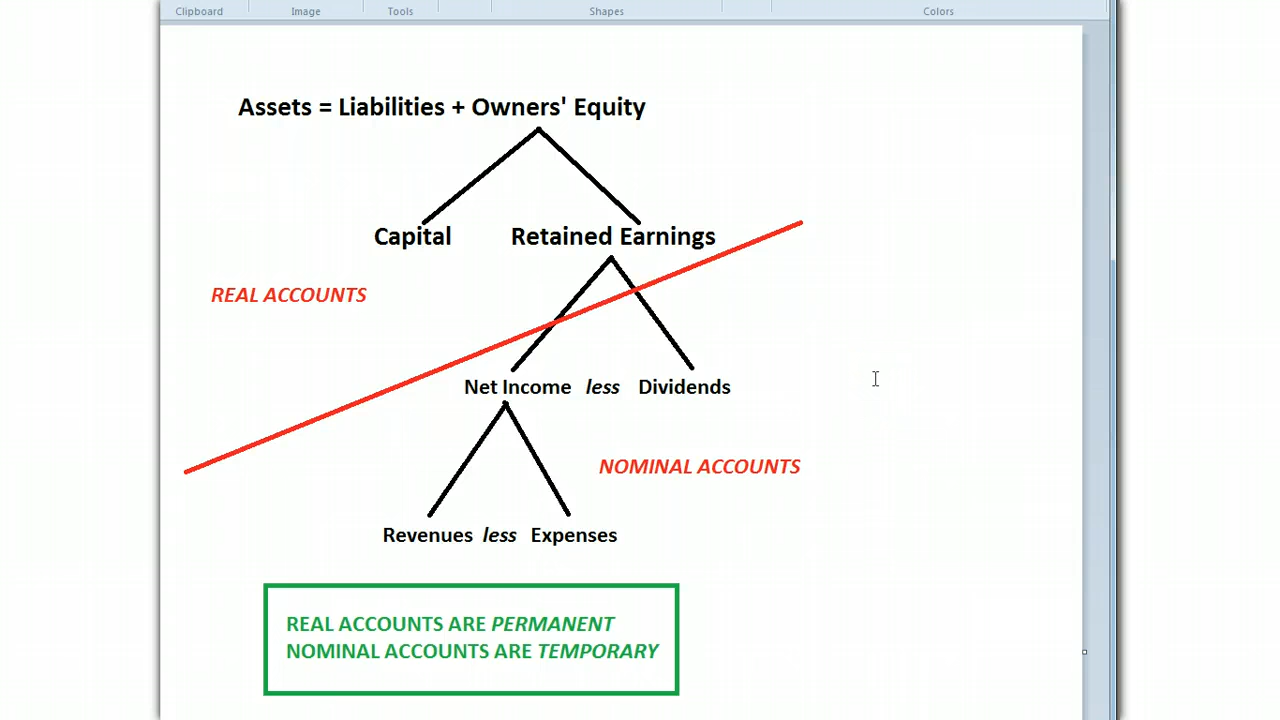 Clipboard Image Tools Shapes Colors
Assets = Liabilities + Owners' Equity
Capital Retained Earnings
REAL ACCOUNTS
Net Income less Dividends
NOMINAL ACCOUNTS
Revenues less Expenses
REAL ACCOUNTS ARE PERMANENT
NOMINAL ACCOUNTS ARE TEMPORARY